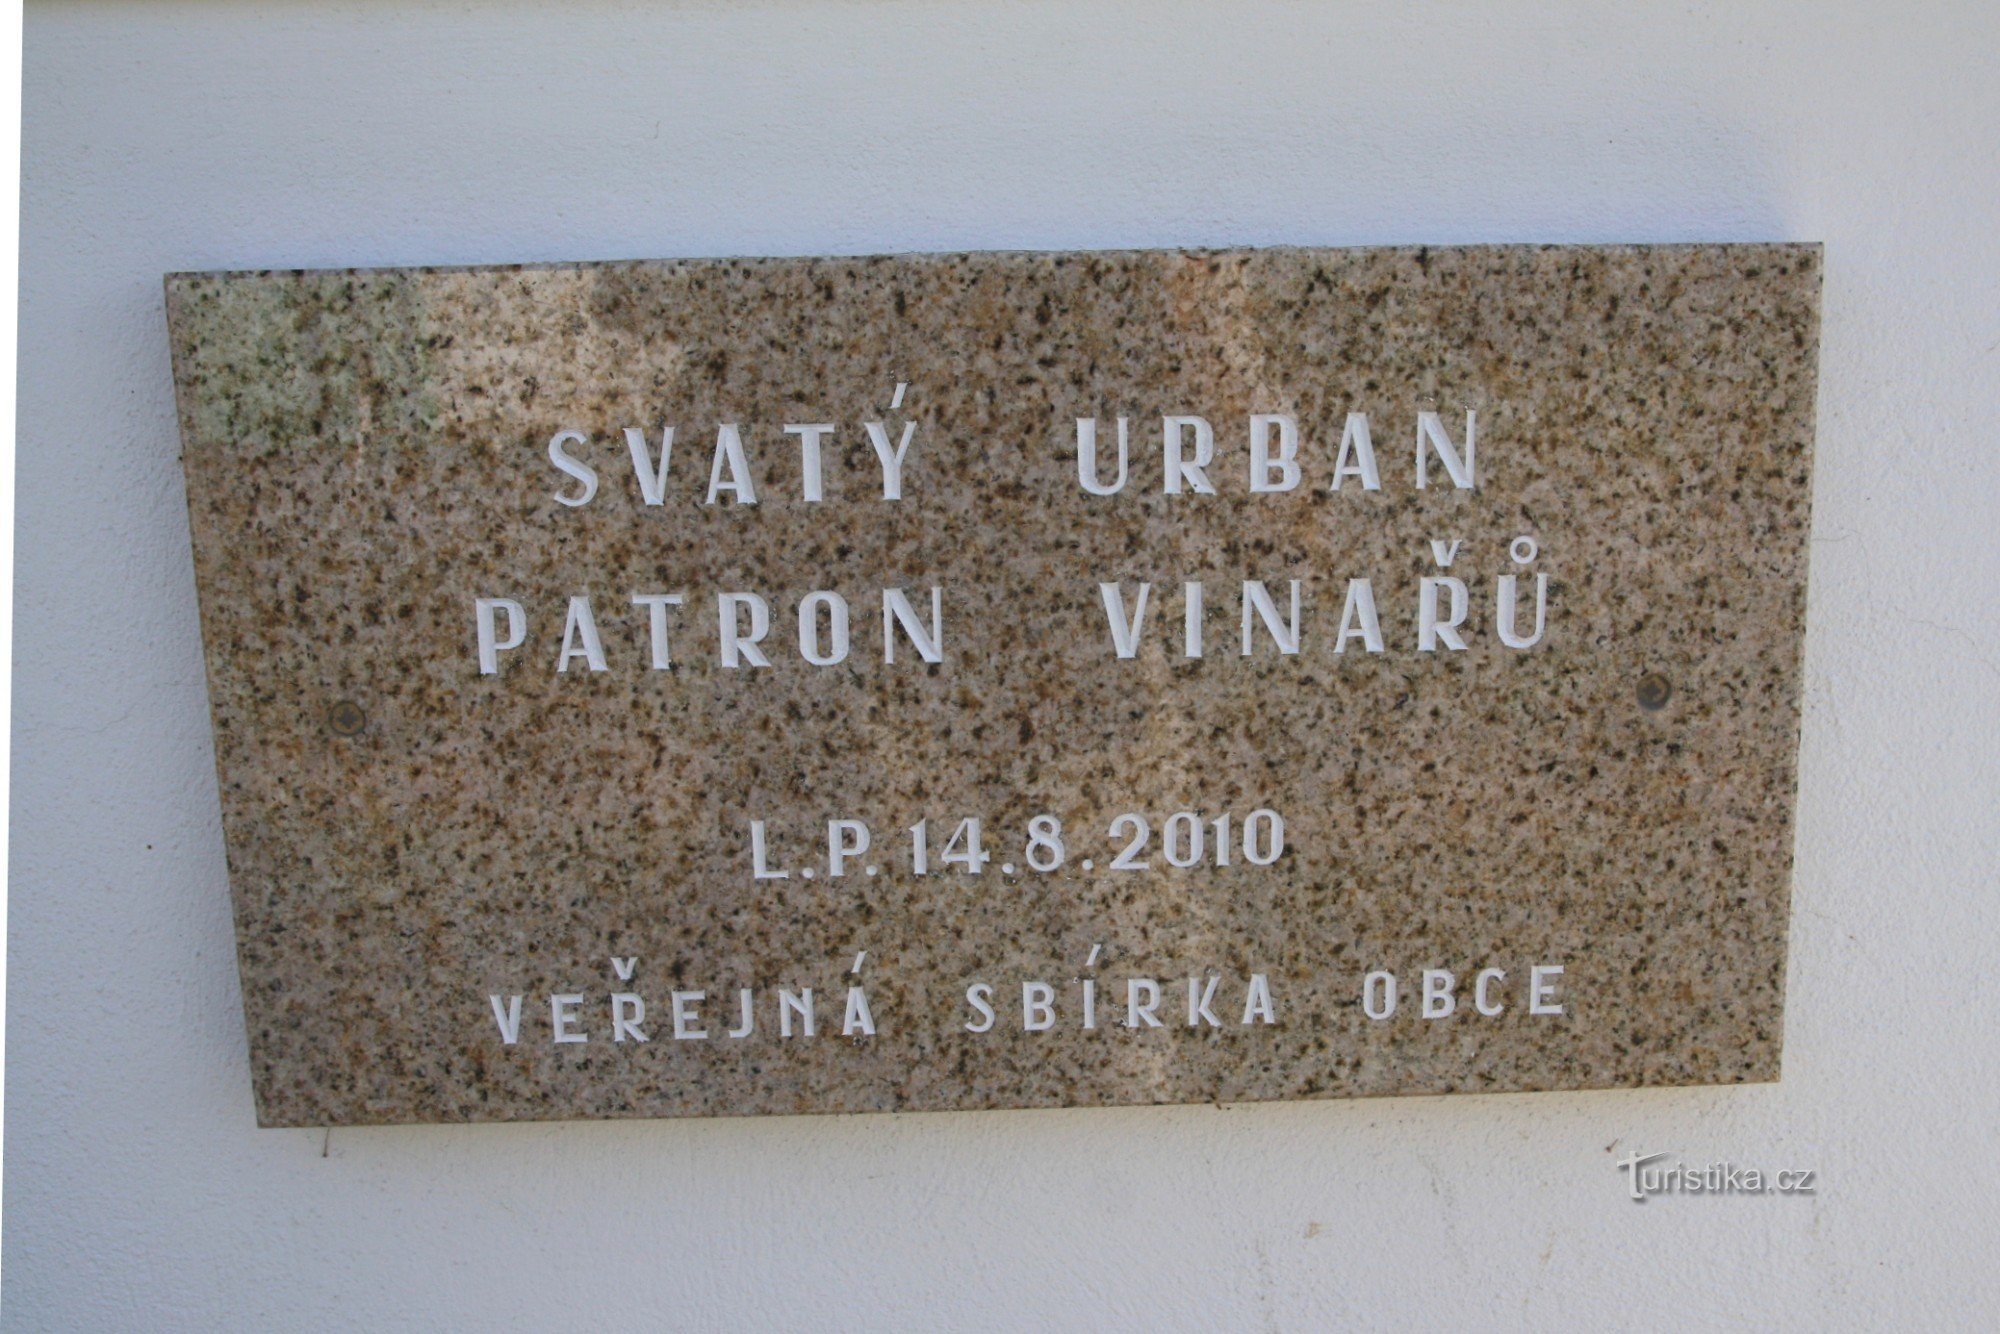 SVATÝ URBAN
PATRON VINAŘŮ
L.P. 14.8.2010
VEŘEJNÁ SBÍRKA OBCE
Turistika.cz